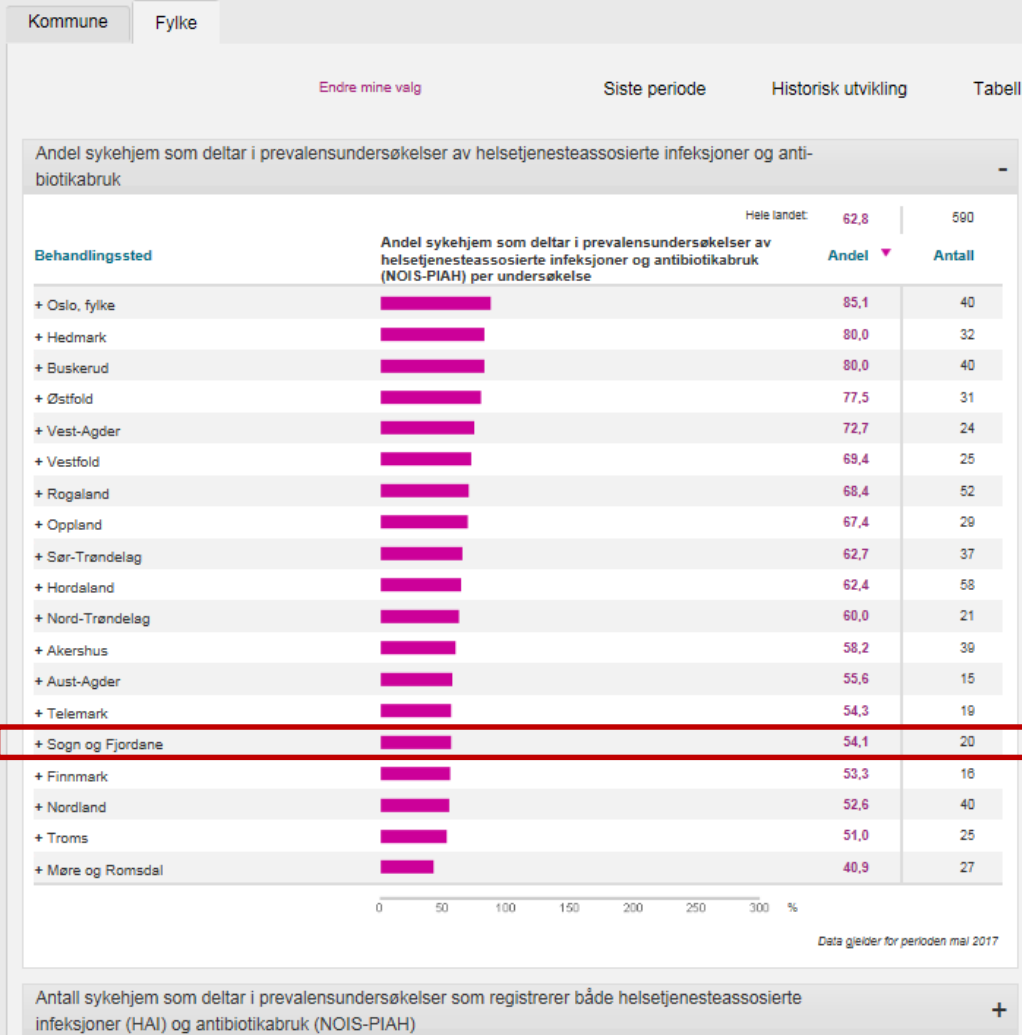 Kommune Fylke
Endre mine valg Siste periode Historisk utvikling Tabell
Andel sykehjem som deltar i prevalensundersøkelser av helsetjenesteassosierte infeksjoner og anti-
biotikabruk
-
Hele landet: 62,8 590
Behandlingssted Andel sykehjem som deltar i prevalensundersøkelser av
helsetjenesteassosierte infeksjoner og antibiotikabruk
(NOIS-PIAH) per undersøkelse
Andel ▼ Antall
+ Oslo, fylke 85,1 40
+ Hedmark 80,0 32
+ Buskerud 80,0 40
+ Østfold 77,5 31
+ Vest-Agder 72,7 24
+ Vestfold 69,4 25
+ Rogaland 68,4 52
+ Oppland 67,4 29
+ Sør-Trøndelag 62,7 37
+ Hordaland 62,4 58
+ Nord-Trøndelag 60,0 21
+ Akershus 58,2 39
+ Aust-Agder 55,6 15
+ Telemark 54,3 19
+ Sogn og Fjordane 54,1 20
+ Finnmark 53,3 16
+ Nordland 52,6 40
+ Troms 51,0 25
+ Møre og Romsdal 40,9 27
0 50 100 150 200 250 300 %
Data gjelder for perioden mai 2017
Antall sykehjem som deltar i prevalensundersøkelser som registrerer både helsetjenesteassosierte
infeksjoner (HAI) og antibiotikabruk (NOIS-PIAH)
+